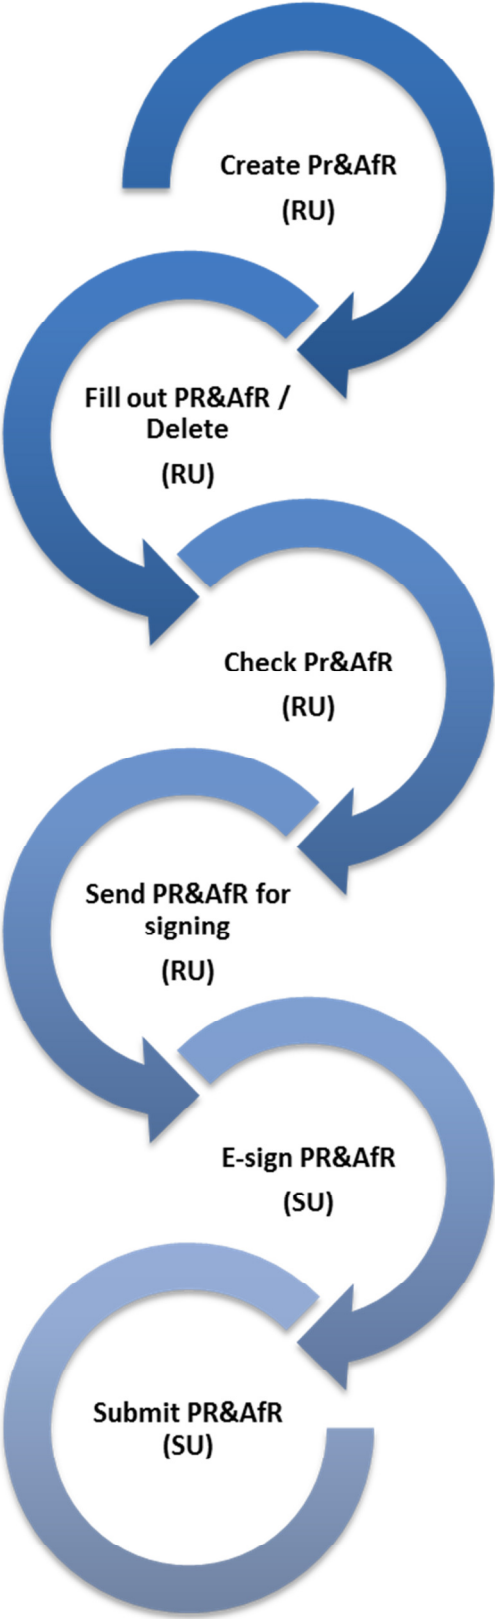 Create Pr&AfR
(RU)
Fill out PR&AfR /
Delete
(RU)
Check Pr&AfR
(RU)
Send PR&AfR for
signing
(RU)
E-sign PR&AfR
(SU)
Submit PR&AfR
(SU)